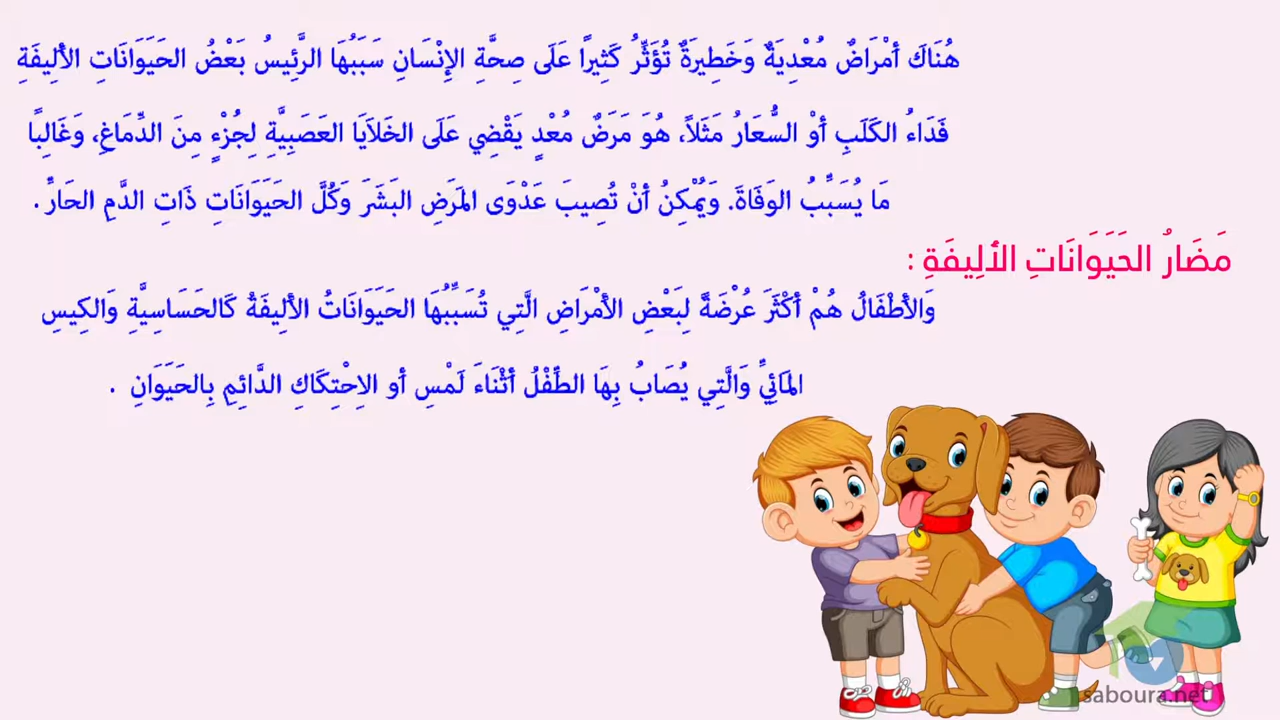 هُنَاكَ أَمْرَاضٌ مُعْدِيَةٌ وَخَطِيرَةٌ تُؤَثِّرُ كَثِيرًا عَلَى صِحَّةِ الإِنْسَانِ سَبَبُهَا الرَّئِيسُ بَعْضُ الحَيَوَانَاتِ الأَلِيفَةِ
فَدَاءُ الكَلَبِ أَوْ السُّعَارُ مَثَلاً، هُوَ مَرَضٌ مُعْدٍ يَقْضِي عَلَى الخَلاَيَا العَصَبِيَّةِ لِجُزْءٍ مِنَ الدِّمَاغِ، وَغَالِبًا
مَا يُسَبِّبُ الوَفَاةَ. وَيُمْكِنُ أَنْ تُصِيبَ عَدْوَى المَرَضِ البَشَرَ وَكُلَّ الحَيَوَانَاتِ ذَاتِ الدَّمِ الحَارِّ.
مَضَارُ الحَيَوَانَاتِ الأَلِيفَةِ :
وَالأَطْفَالُ هُمْ أَكْثَرَ عُرْضَةً لِبَعْضِ الأَمْرَاضِ الَّتِي تُسَبِّبُهَا الحَيَوَانَاتُ الأَلِيفَةُ كَالحَسَاسِيَّةِ وَالكِيسِ
المَائِيِّ وَالَّتِي يُصَابُ بِهَا الطِّفْلُ أَثْنَاءَ لَمْسِ أو الاِحْتِكَاكِ الدَّائِمِ بِالحَيَوَانِ .
saboura.net